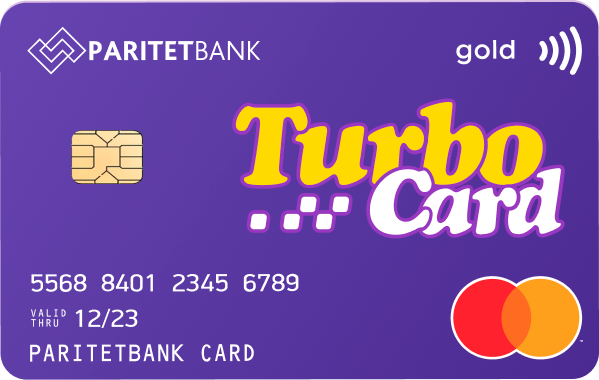 PARITETBANK
gold
Turbo
Card
5568 8401 2345 6789
VALID
THRU 12/23
PARITETBANK CARD